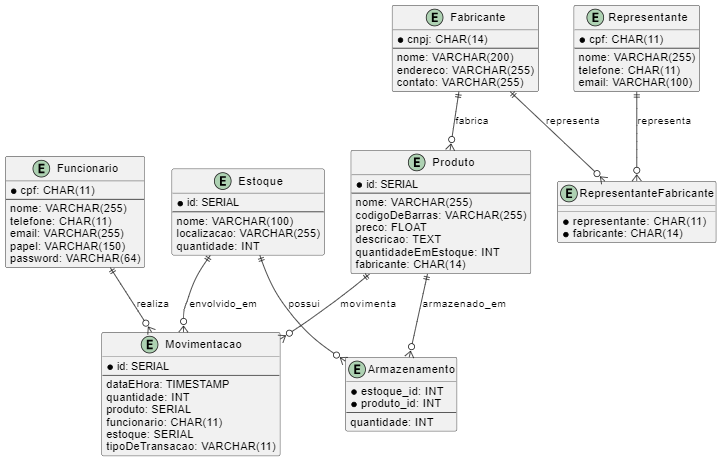 E Fabricante
cnpj: CHAR(14)
nome: VARCHAR(200)
endereco: VARCHAR(255)
contato: VARCHAR(255)
E Representante
cpf: CHAR(11)
nome: VARCHAR(255)
telefone: CHAR(11)
email: VARCHAR(100)
fabrica
representa
representa
E Funcionario
cpf: CHAR(11)
nome: VARCHAR(255)
telefone: CHAR(11)
email: VARCHAR(255)
papel: VARCHAR(150)
password: VARCHAR(64)
E Estoque
id: SERIAL
nome: VARCHAR(100)
localizacao: VARCHAR(255)
quantidade: INT
E Produto
id: SERIAL
nome: VARCHAR(255)
codigoDeBarras: VARCHAR(255)
preco: FLOAT
descricao: TEXT
quantidadeEmEstoque: INT
fabricante: CHAR(14)
E RepresentanteFabricante
representante: CHAR(11)
fabricante: CHAR(14)
realiza
envolvido_em
possui
movimenta
armazenado_em
E Movimentacao
id: SERIAL
dataEHora: TIMESTAMP
quantidade: INT
produto: SERIAL
funcionario: CHAR(11)
estoque: SERIAL
tipoDeTransacao: VARCHAR(11)
E Armazenamento
estoque_id: INT
produto_id: INT
quantidade: INT